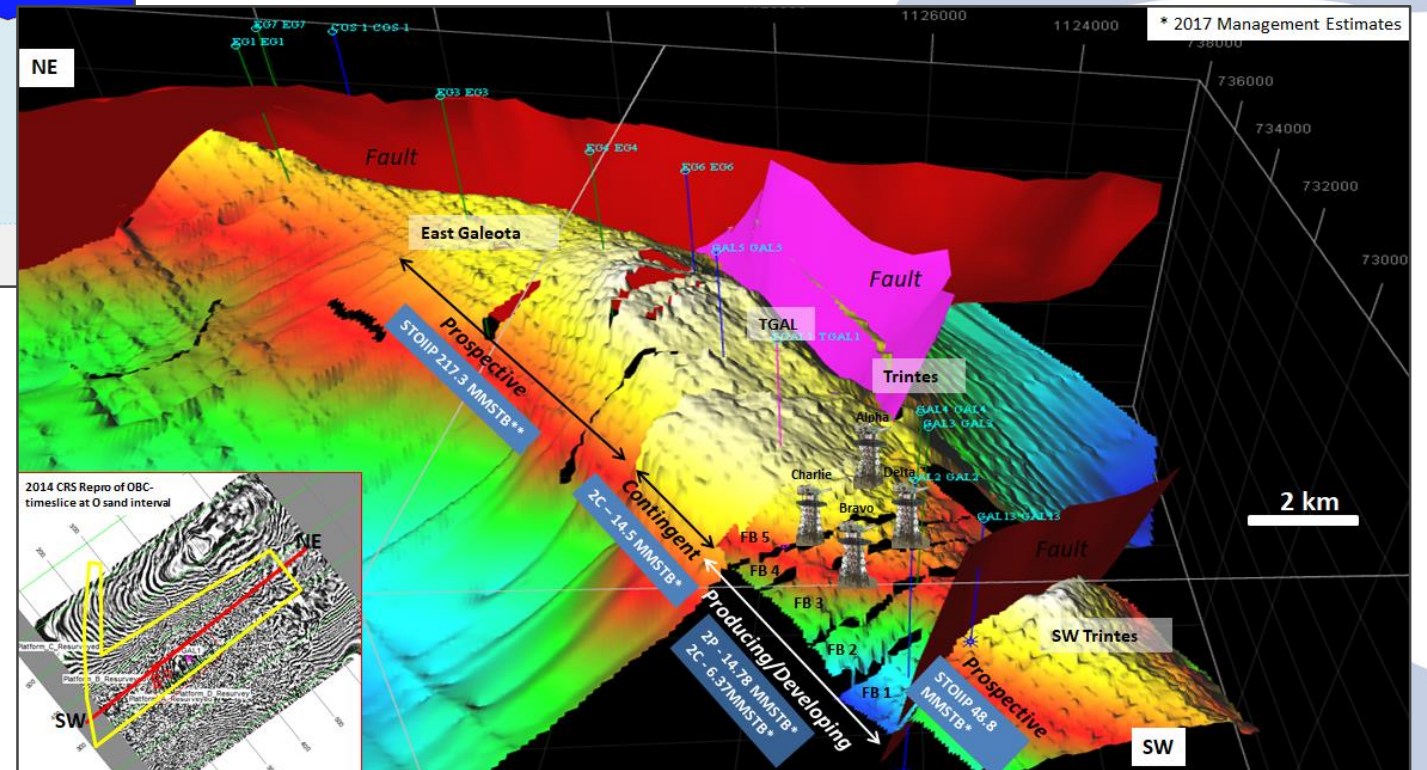 * 2017 Management Estimates
NE
EG7 EG7
EG1 EG1
COS 1 COS 1
1126000
1124000
738000
736000
734000
732000
73000
EG3 EG3
EG4 EG4
EG6 EG6
GAL5 GAL5
Fault
East Galeota
Fault
TGAL
TGAL1
Trintes
GAL4 GAL4
GAL3 GAL3
Alpha
Charlie
Delta
GAL2 GAL2
Bravo
GAL13 GAL13
2 km
Fault
Prospective
STOIIP 217.3 MMSTB**
Contingent
2C – 14.5 MMSTB*
FB 5
FB 4
FB 3
FB 2
FB 1
Producing/Developing
2P - 14.78 MMSTB*
2C - 6.37MMSTB*
SW Trintes
Prospective
STOIIP 48.8
MMSTB*
SW
2014 CRS Repro of OBC-
timeslice at O sand interval
NE
Platform_C_Resurveyed
GAL1
Platform_B_Resurvey
Platform_D_Resurvey
SW